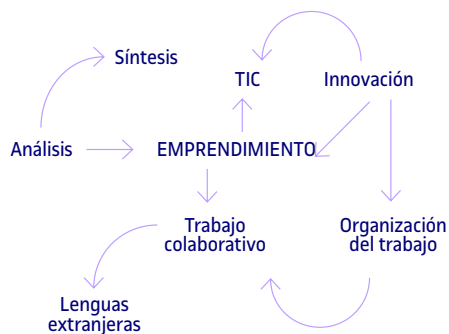 Síntesis
TIC
Innovación
Análisis
EMPRENDIMIENTO
Trabajo
colaborativo
Organización
del trabajo
Lenguas
extranjeras